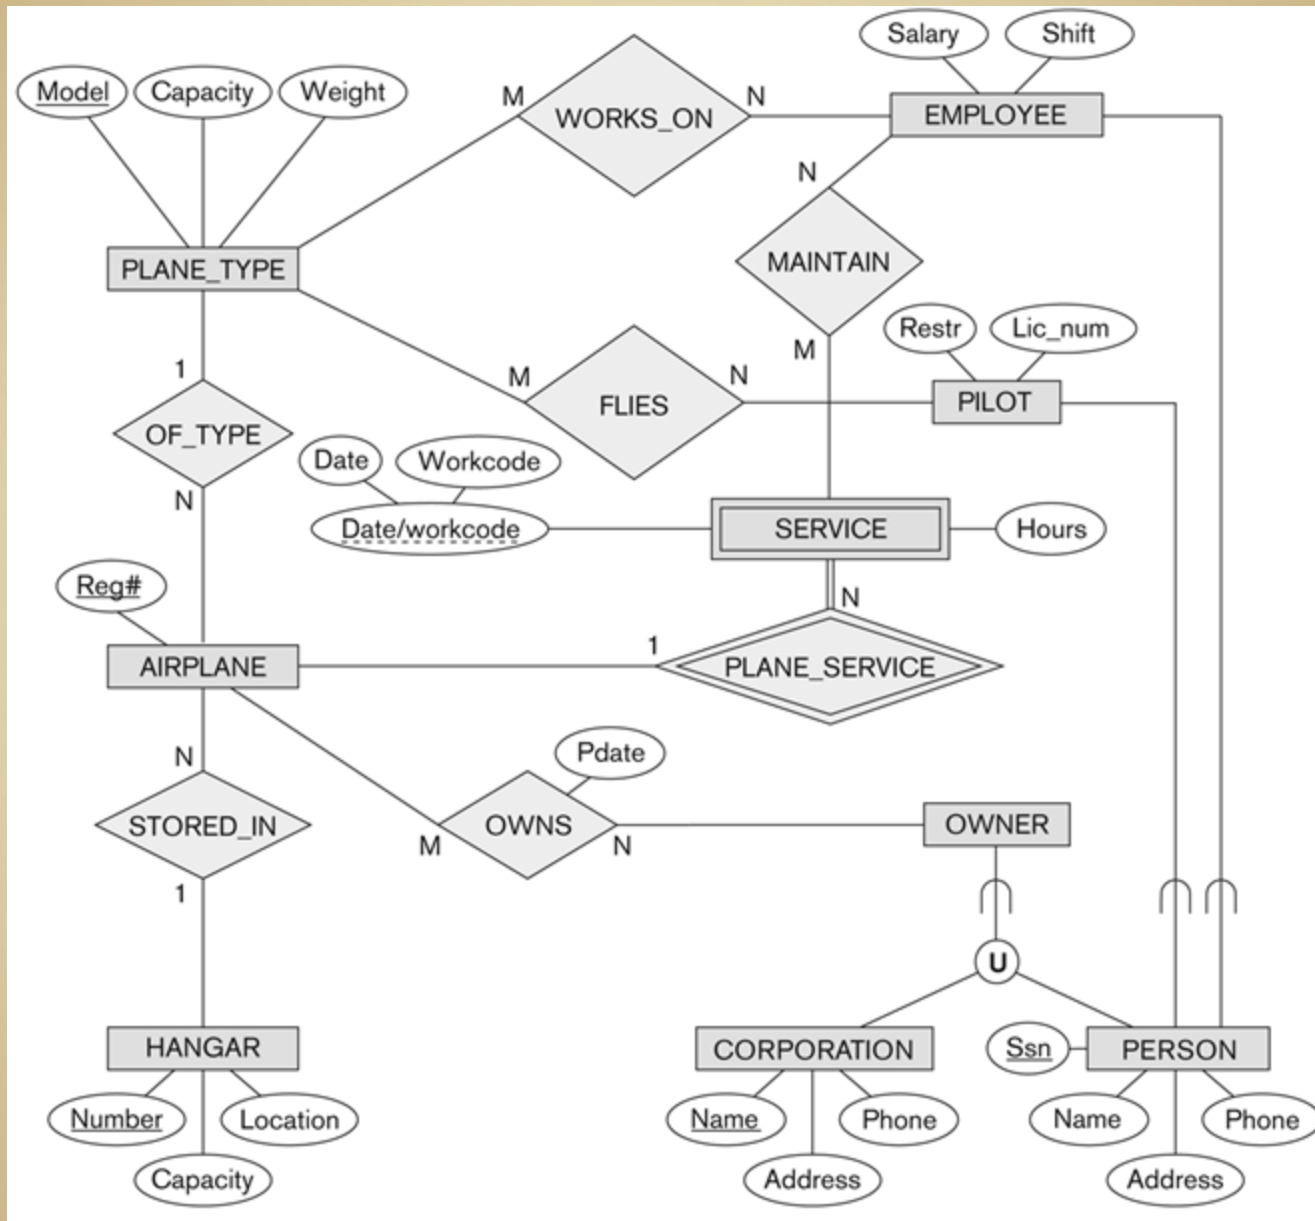 Salary Shift
Model Capacity Weight
M N
WORKS_ON EMPLOYEE
N
PLANE_TYPE MAINTAIN
Restr Lic_num
M
1 M N
FLIES PILOT
OF_TYPE
Date Workcode
N
Date/workcode SERVICE Hours
Reg# N
1
AIRPLANE PLANE_SERVICE
N Pdate
STORED_IN OWNS OWNER
M N
1
U
HANGAR CORPORATION Ssn PERSON
Number Location Name Phone Name Phone
Capacity Address Address